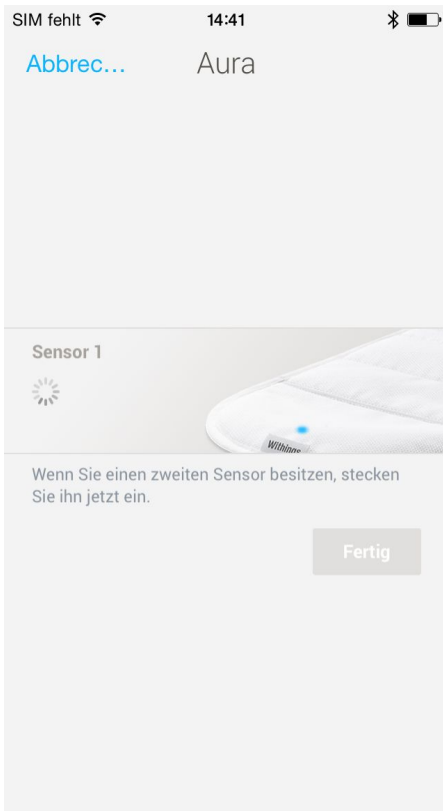 SIM fehlt 14:41
Abbrec... Aura
Sensor 1
Withings
Wenn Sie einen zweiten Sensor besitzen, stecken
Sie ihn jetzt ein.
Fertig